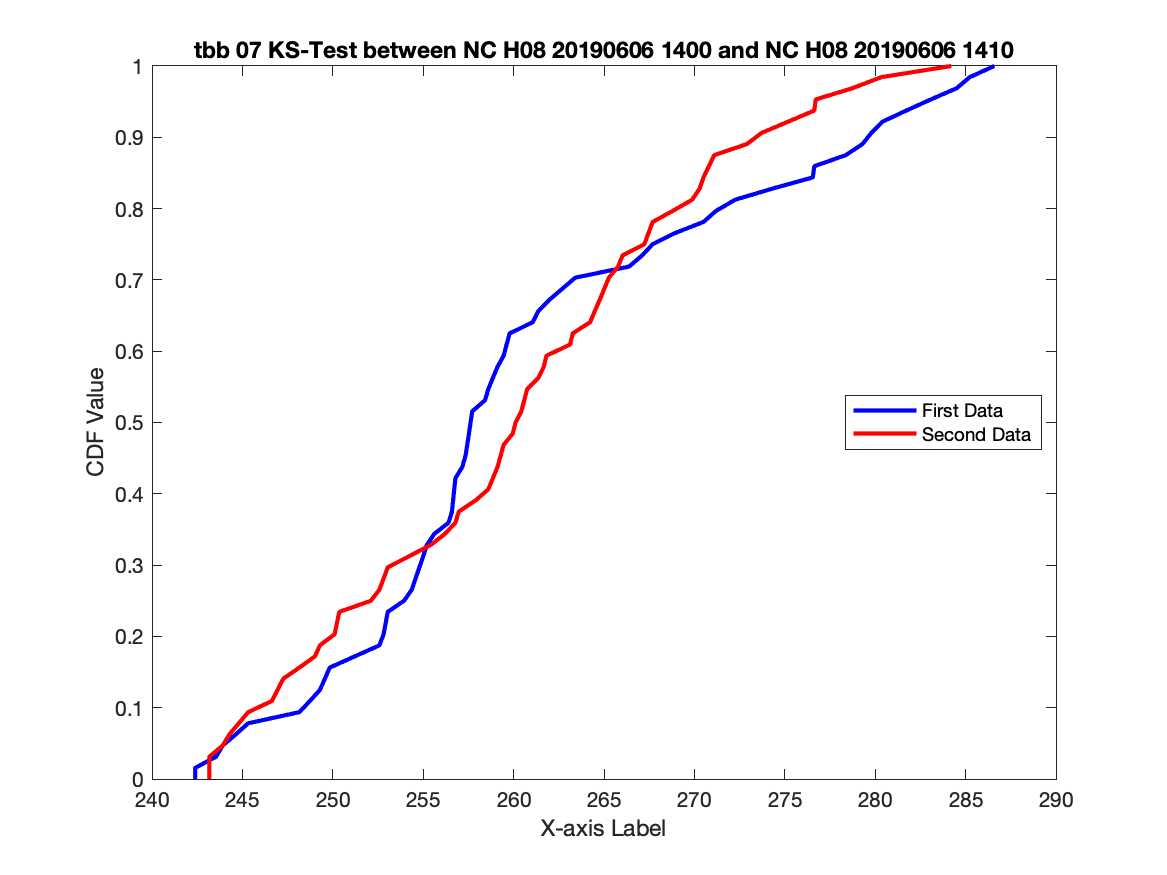 tbb 07 KS-Test between NC H08 20190606 1400 and NC H08 20190606 1410
1
0.9
0.8
0.7
0.6
0.5
0.4
0.3
0.2
0.1
0
CDF Value
First Data
Second Data
240 245 250 255 260 265 270 275 280 285 290
X-axis Label